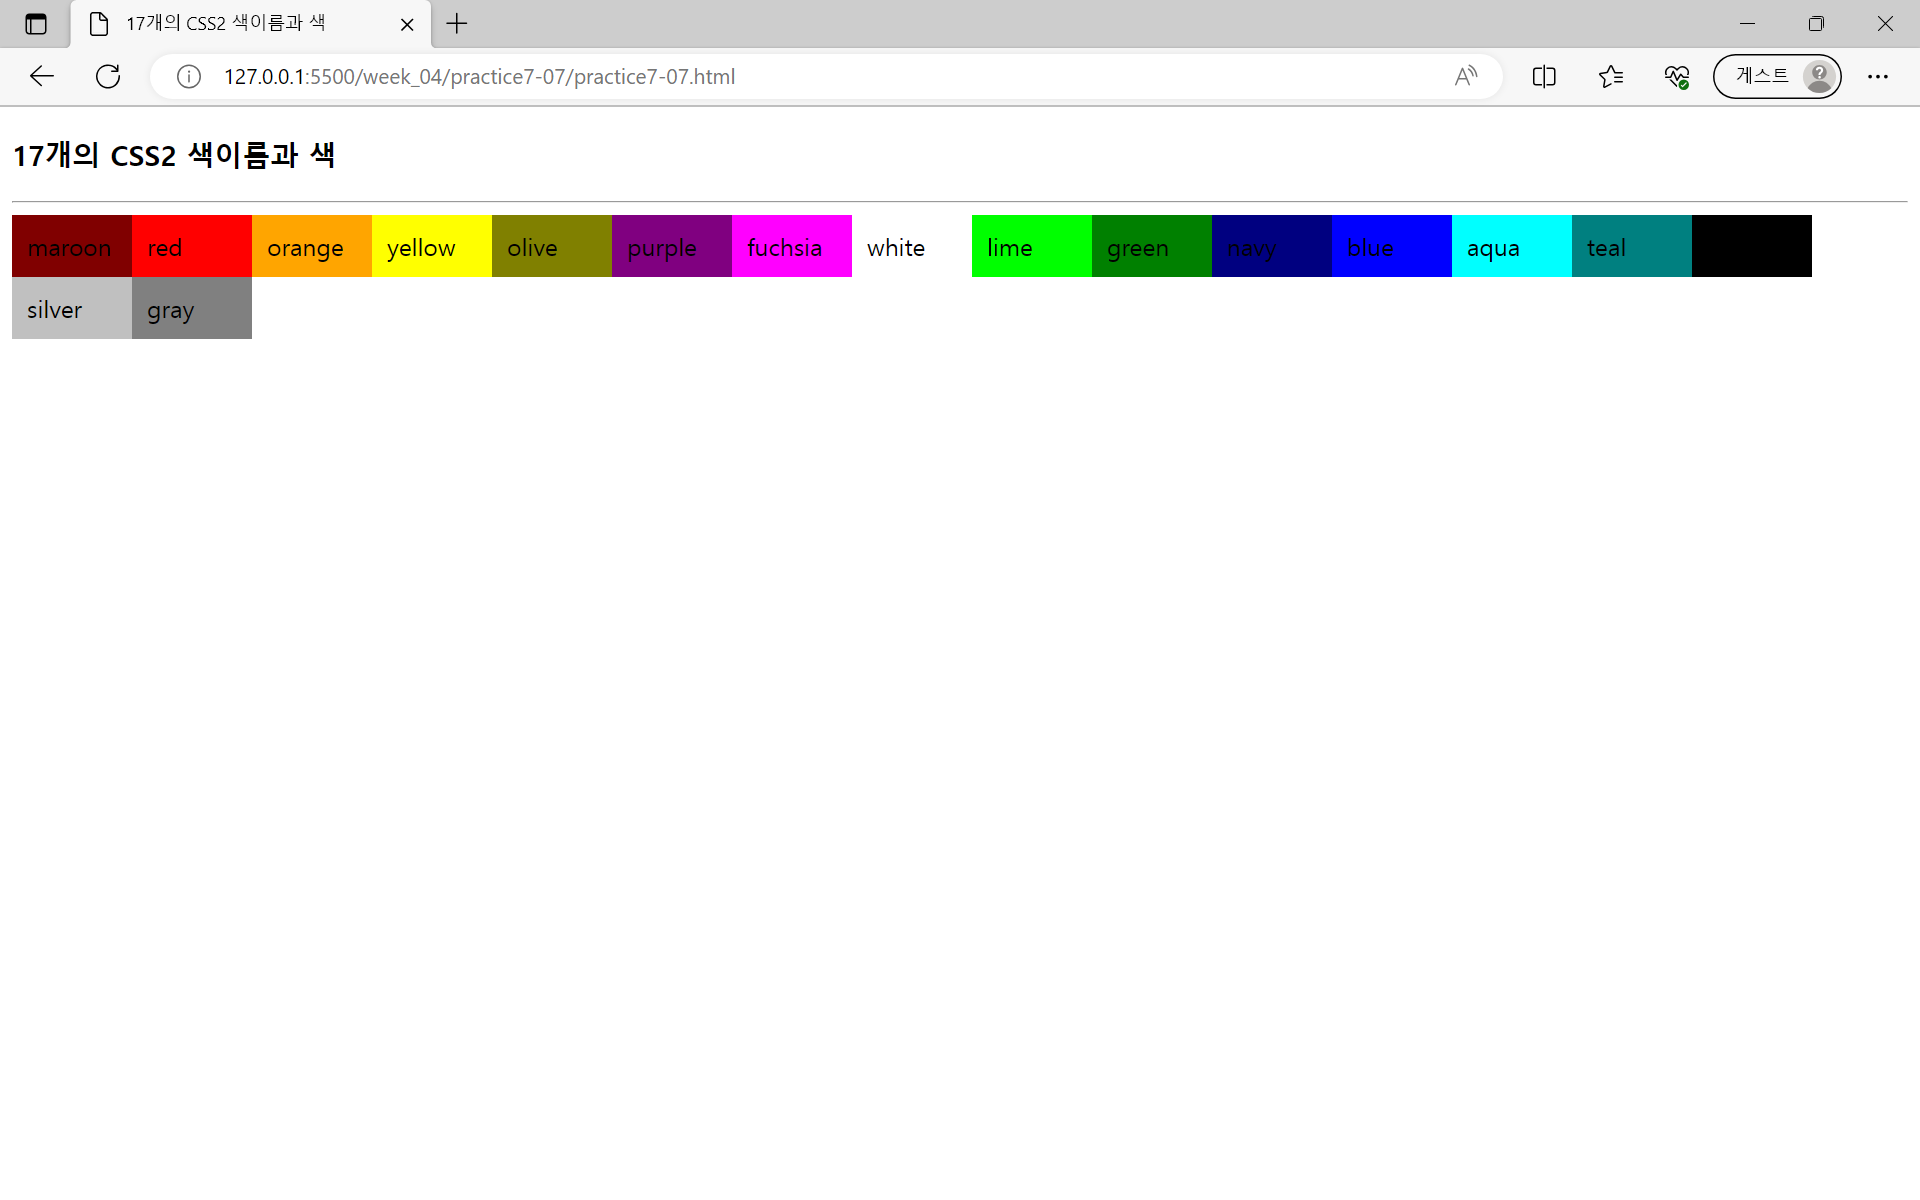 17개의 CSS2 색이름과 색
127.0.0.1:5500/week_04/practice7-07/practice7-07.html
게스트
17개의 CSS2 색이름과 색
maroon red orange yellow olive purple fuchsia white lime green navy blue aqua teal
silver gray